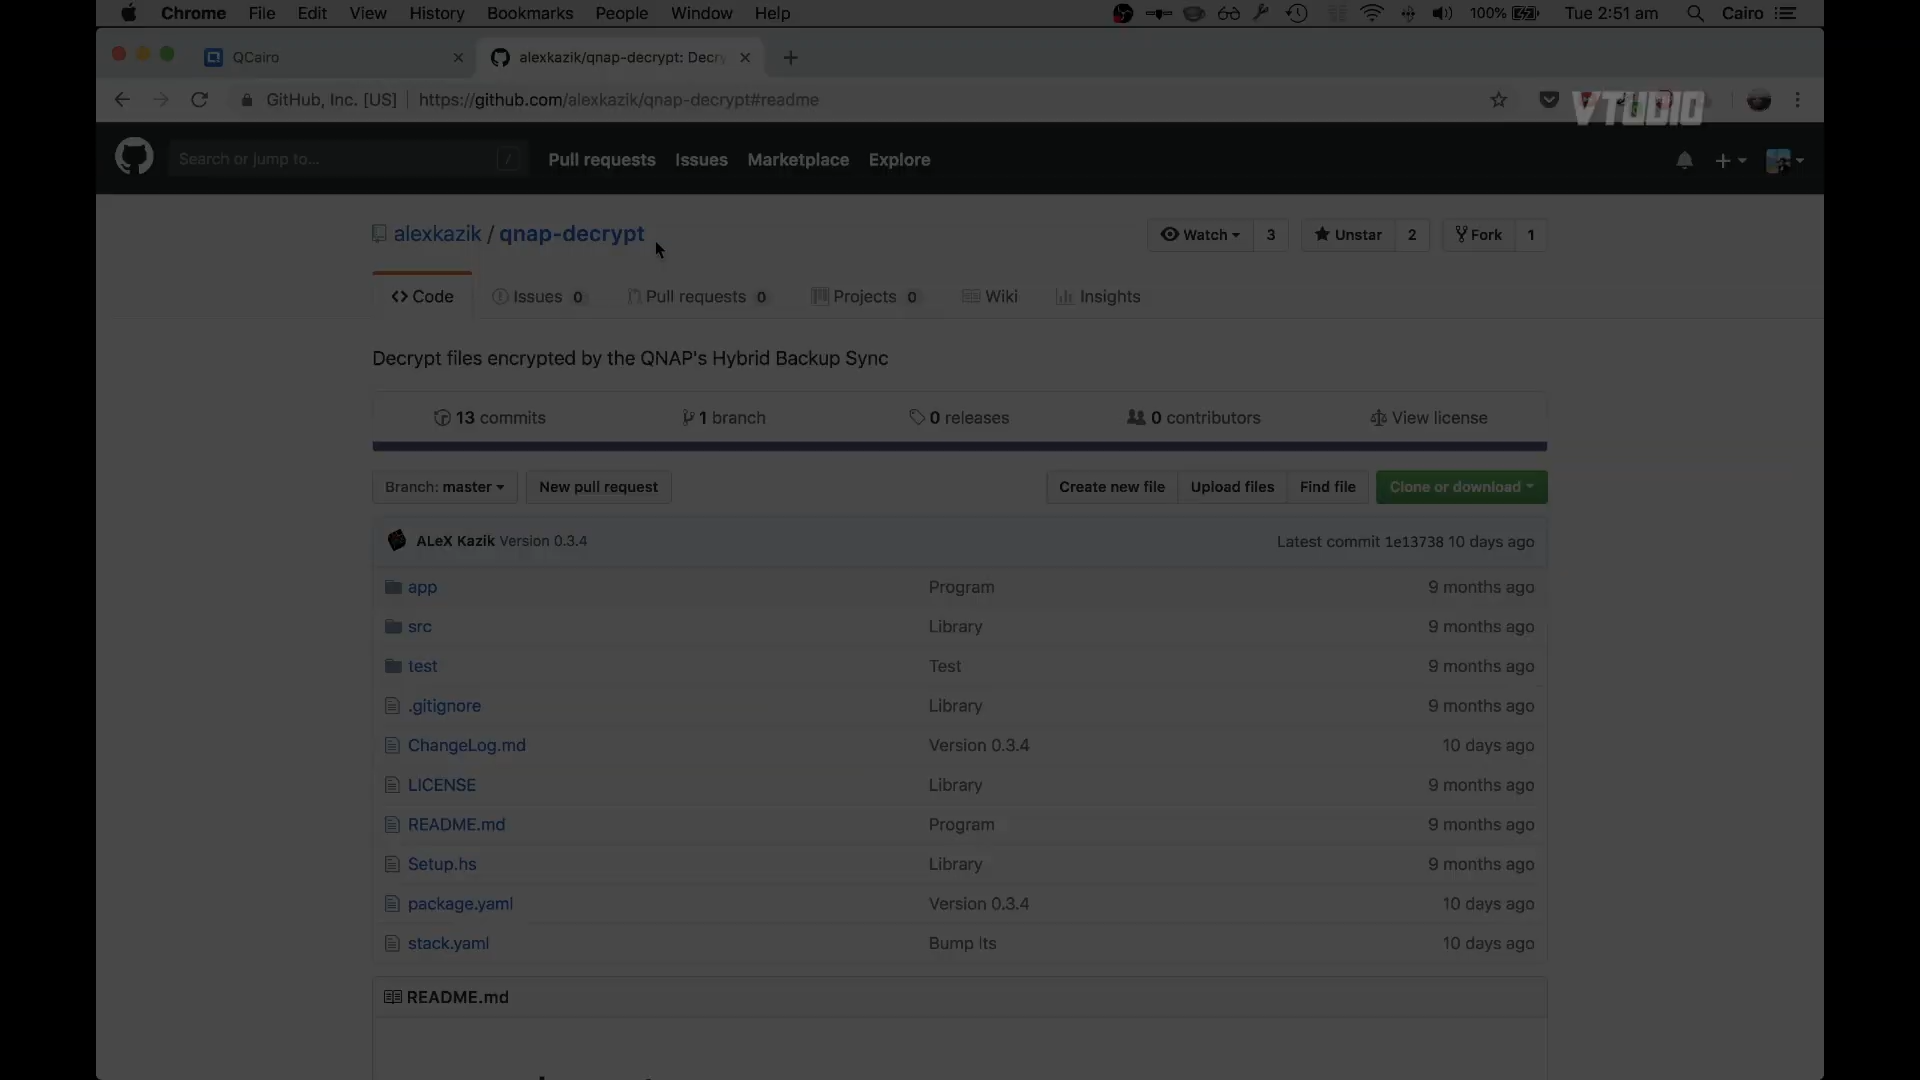 Chrome File Edit View History Bookmarks People Window Help 100% Tue 2:51 am Cairo
QCairo alexkazik/qnap-decrypt: Decry
GitHub, Inc. [US] https://github.com/alexkazik/qnap-decrypt#readme
VTUDIO
Search or jump to... / Pull requests Issues Marketplace Explore
alexkazik / qnap-decrypt Watch 3 Unstar 2 Fork 1
Code Issues 0 Pull requests 0 Projects 0 Wiki Insights
Decrypt files encrypted by the QNAP's Hybrid Backup Sync
13 commits 1 branch 0 releases 0 contributors View license
Branch: master New pull request Create new file Upload files Find file Clone or download
ALeX Kazik Version 0.3.4 Latest commit 1e13738 10 days ago
app Program 9 months ago
src Library 9 months ago
test Test 9 months ago
.gitignore Library 9 months ago
ChangeLog.md Version 0.3.4 10 days ago
LICENSE Library 9 months ago
README.md Program 9 months ago
Setup.hs Library 9 months ago
package.yaml Version 0.3.4 10 days ago
stack.yaml Bump lts 10 days ago
README.md